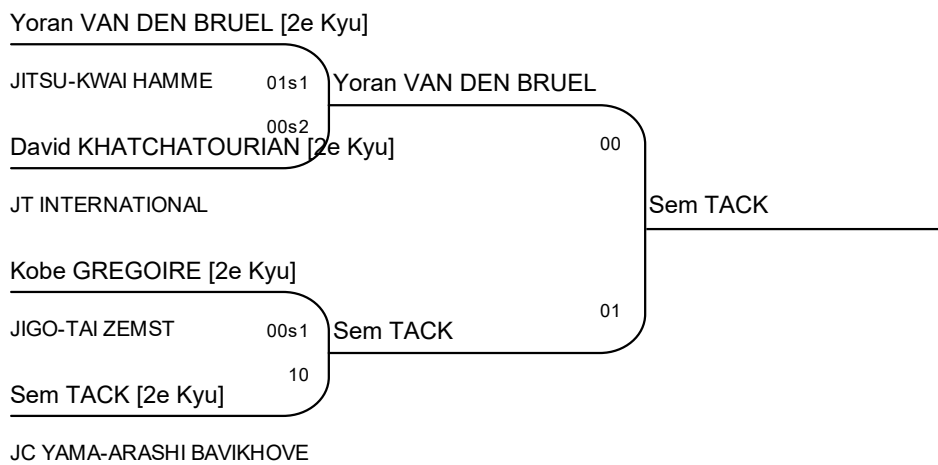 Yoran VAN DEN BRUEL [2e Kyu]
JITSU-KWAI HAMME 01s1 Yoran VAN DEN BRUEL
00s2
David KHATCHATOURIAN [2e Kyu] 00
JT INTERNATIONAL Sem TACK
Kobe GREGOIRE [2e Kyu]
01
JIGO-TAI ZEMST 00s1 Sem TACK
10
Sem TACK [2e Kyu]
JC YAMA-ARASHI BAVIKHOVE